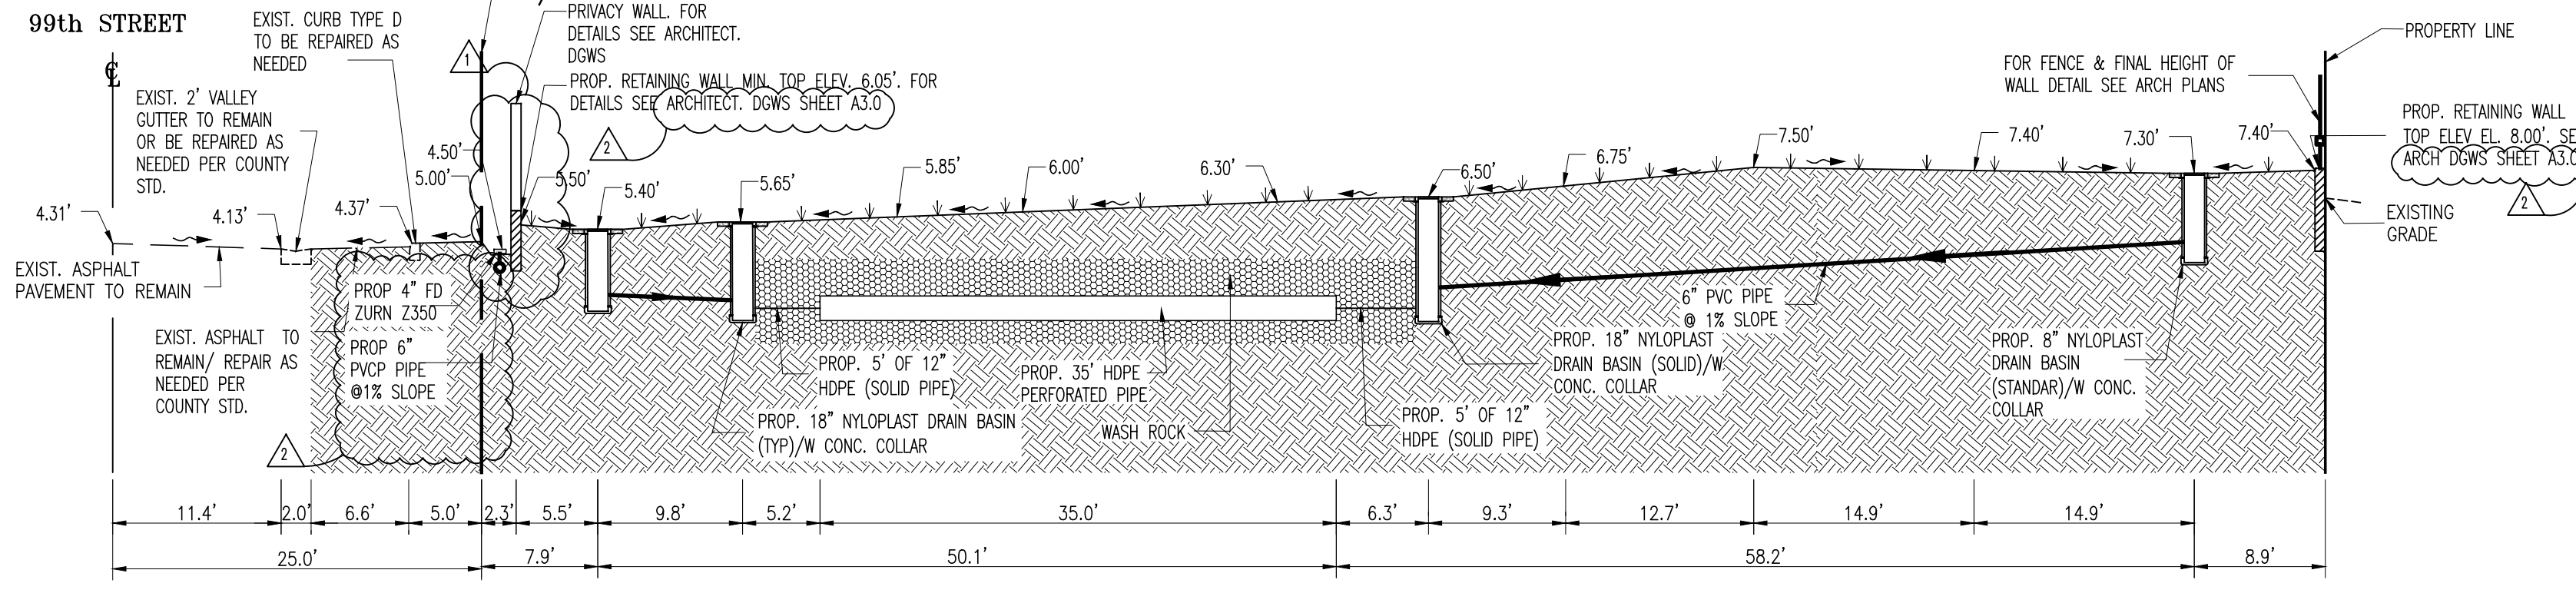 99th STREET
℄
EXIST. CURB TYPE D
TO BE REPAIRED AS
NEEDED
EXIST. 2' VALLEY
GUTTER TO REMAIN
OR BE REPAIRED AS
NEEDED PER COUNTY
STD.
1
PRIVACY WALL. FOR
DETAILS SEE ARCHITECT.
DGWS
PROP. RETAINING WALL MIN. TOP ELEV. 6.05'. FOR
DETAILS SEE ARCHITECT. DGWS SHEET A3.0
2
PROPERTY LINE
FOR FENCE & FINAL HEIGHT OF
WALL DETAIL SEE ARCH PLANS
PROP. RETAINING WALL
TOP ELEV EL. 8.00'. SE
ARCH DGWS SHEET A3.0
2
EXISTING
GRADE
4.31'
4.13'
4.37'
4.50'
5.00'
5.50'
5.40'
5.65'
5.85'
6.00'
6.30'
6.50'
6.75'
7.50'
7.40'
7.30'
7.40'
EXIST. ASPHALT
PAVEMENT TO REMAIN
EXIST. ASPHALT TO
REMAIN/ REPAIR AS
NEEDED PER
COUNTY STD.
2
PROP 4" FD
ZURN Z350
PROP 6"
PVCP PIPE
@1% SLOPE
PROP. 5' OF 12"
HDPE (SOLID PIPE)
PROP. 18" NYLOPLAST DRAIN BASIN
(TYP)/W CONC. COLLAR
PROP. 35' HDPE
PERFORATED PIPE
WASH ROCK
PROP. 5' OF 12"
HDPE (SOLID PIPE)
PROP. 18" NYLOPLAST
DRAIN BASIN (SOLID)/W
CONC. COLLAR
6" PVC PIPE
@ 1% SLOPE
PROP. 8" NYLOPLAST
DRAIN BASIN
(STANDAR)/W CONC.
COLLAR
11.4' 2.0' 6.6' 5.0' 2.3' 5.5' 9.8' 5.2' 35.0' 6.3' 9.3' 12.7' 14.9' 14.9'
25.0' 7.9' 50.1' 58.2' 8.9'